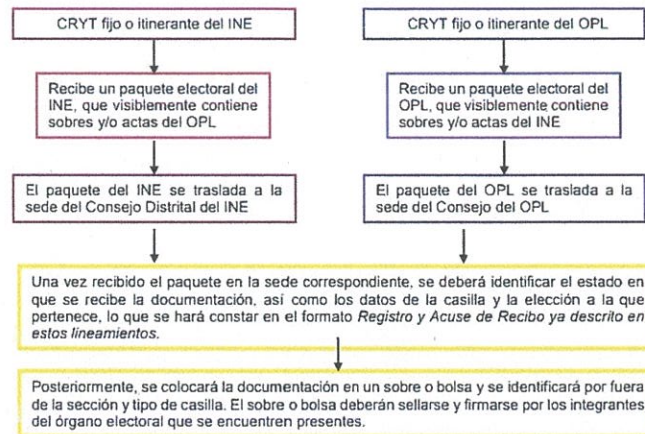 CRYT fijo o itinerante del INE
CRYT fijo o itinerante del OPL
Recibe un paquete electoral del
INE, que visiblemente contiene
sobres y/o actas del OPL
Recibe un paquete electoral del
OPL, que visiblemente contiene
sobres y/o actas del INE
El paquete del INE se traslada a la
sede del Consejo Distrital del INE
El paquete del OPL se traslada a la
sede del Consejo del OPL
Una vez recibido el paquete en la sede correspondiente, se deberá identificar el estado en
que se recibe la documentación, así como los datos de la casilla y la elección a la que
pertenece, lo que se hará constar en el formato Registro y Acuse de Recibo ya descrito en
estos lineamientos.
Posteriormente, se colocará la documentación en un sobre o bolsa y se identificará por fuera
de la sección y tipo de casilla. El sobre o bolsa deberán sellarse y firmarse por los integrantes
del órgano electoral que se encuentren presentes.